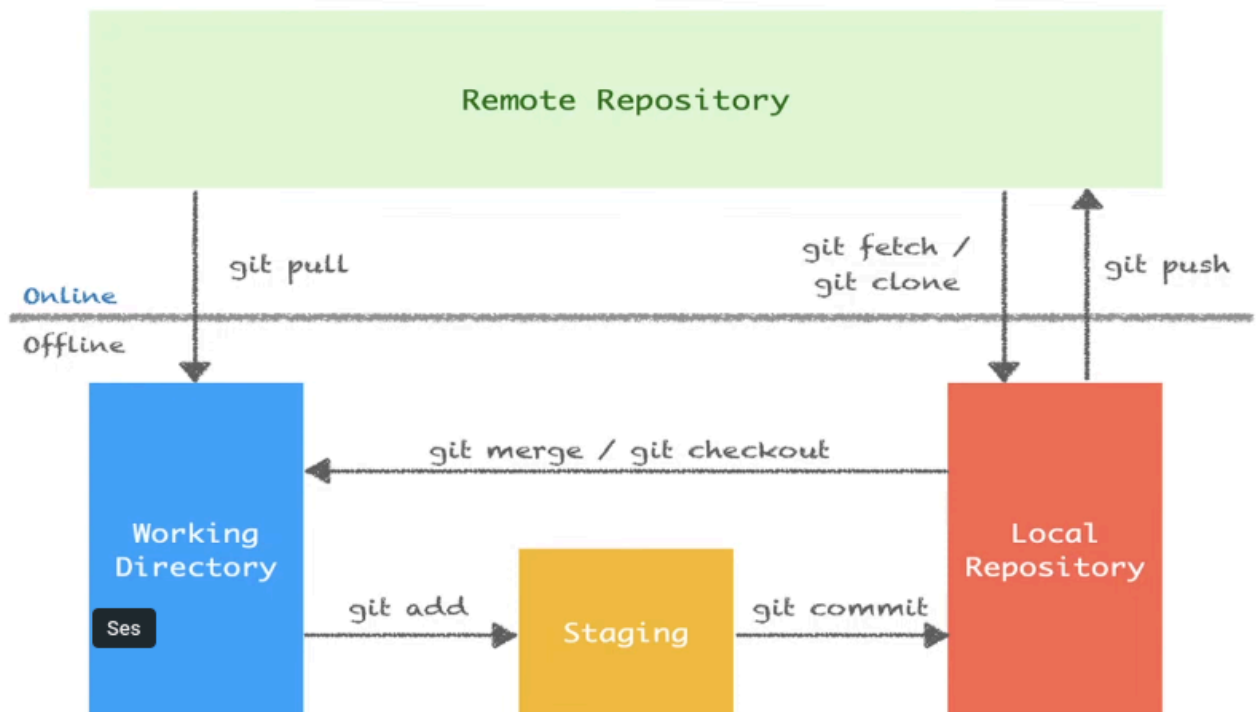 Remote Repository
git pull
git fetch /
git clone
git push
Online
Offline
git merge / git checkout
Working
Directory
Local
Repository
git add
git commit
Staging
Ses